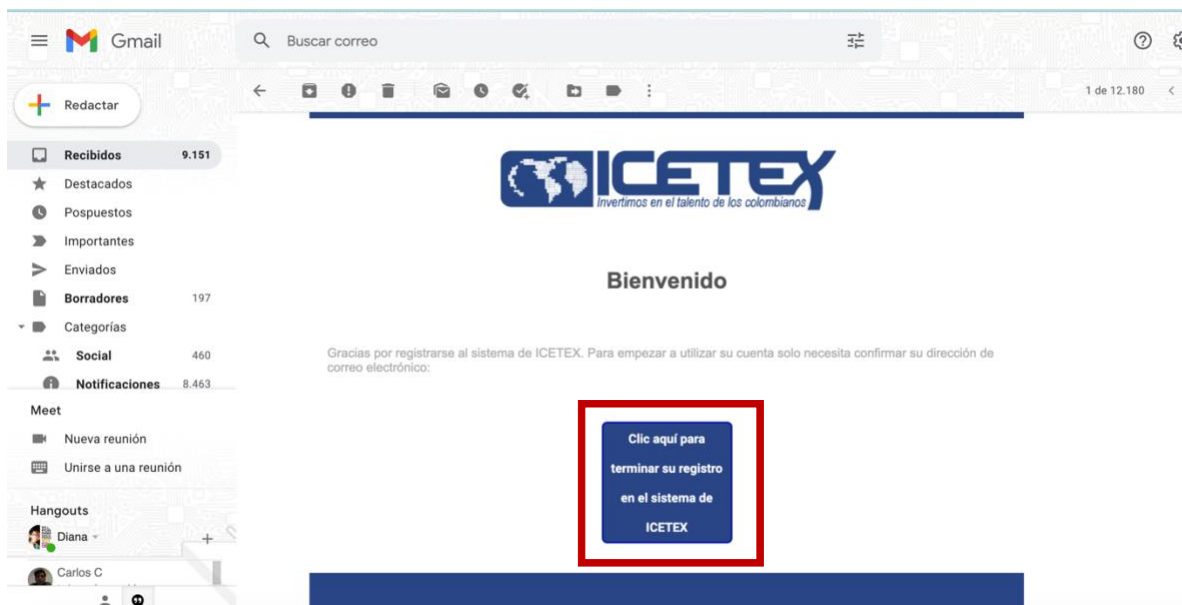 Gmail
Buscar correo
Redactar
1 de 12.180
Recibidos 9.151
Destacados
Pospuestos
Importantes
Enviados
Borradores 197
Categorías
Social 460
Notificaciones 8.463
Meet
Nueva reunión
Unirse a una reunión
Hangouts
Diana
Carlos C
ICETEX
Invertimos en el talento de los colombianos
Bienvenido
Gracias por registrarse al sistema de ICETEX. Para empezar a utilizar su cuenta solo necesita confirmar su dirección de
correo electrónico:
Clic aquí para
terminar su registro
en el sistema de
ICETEX